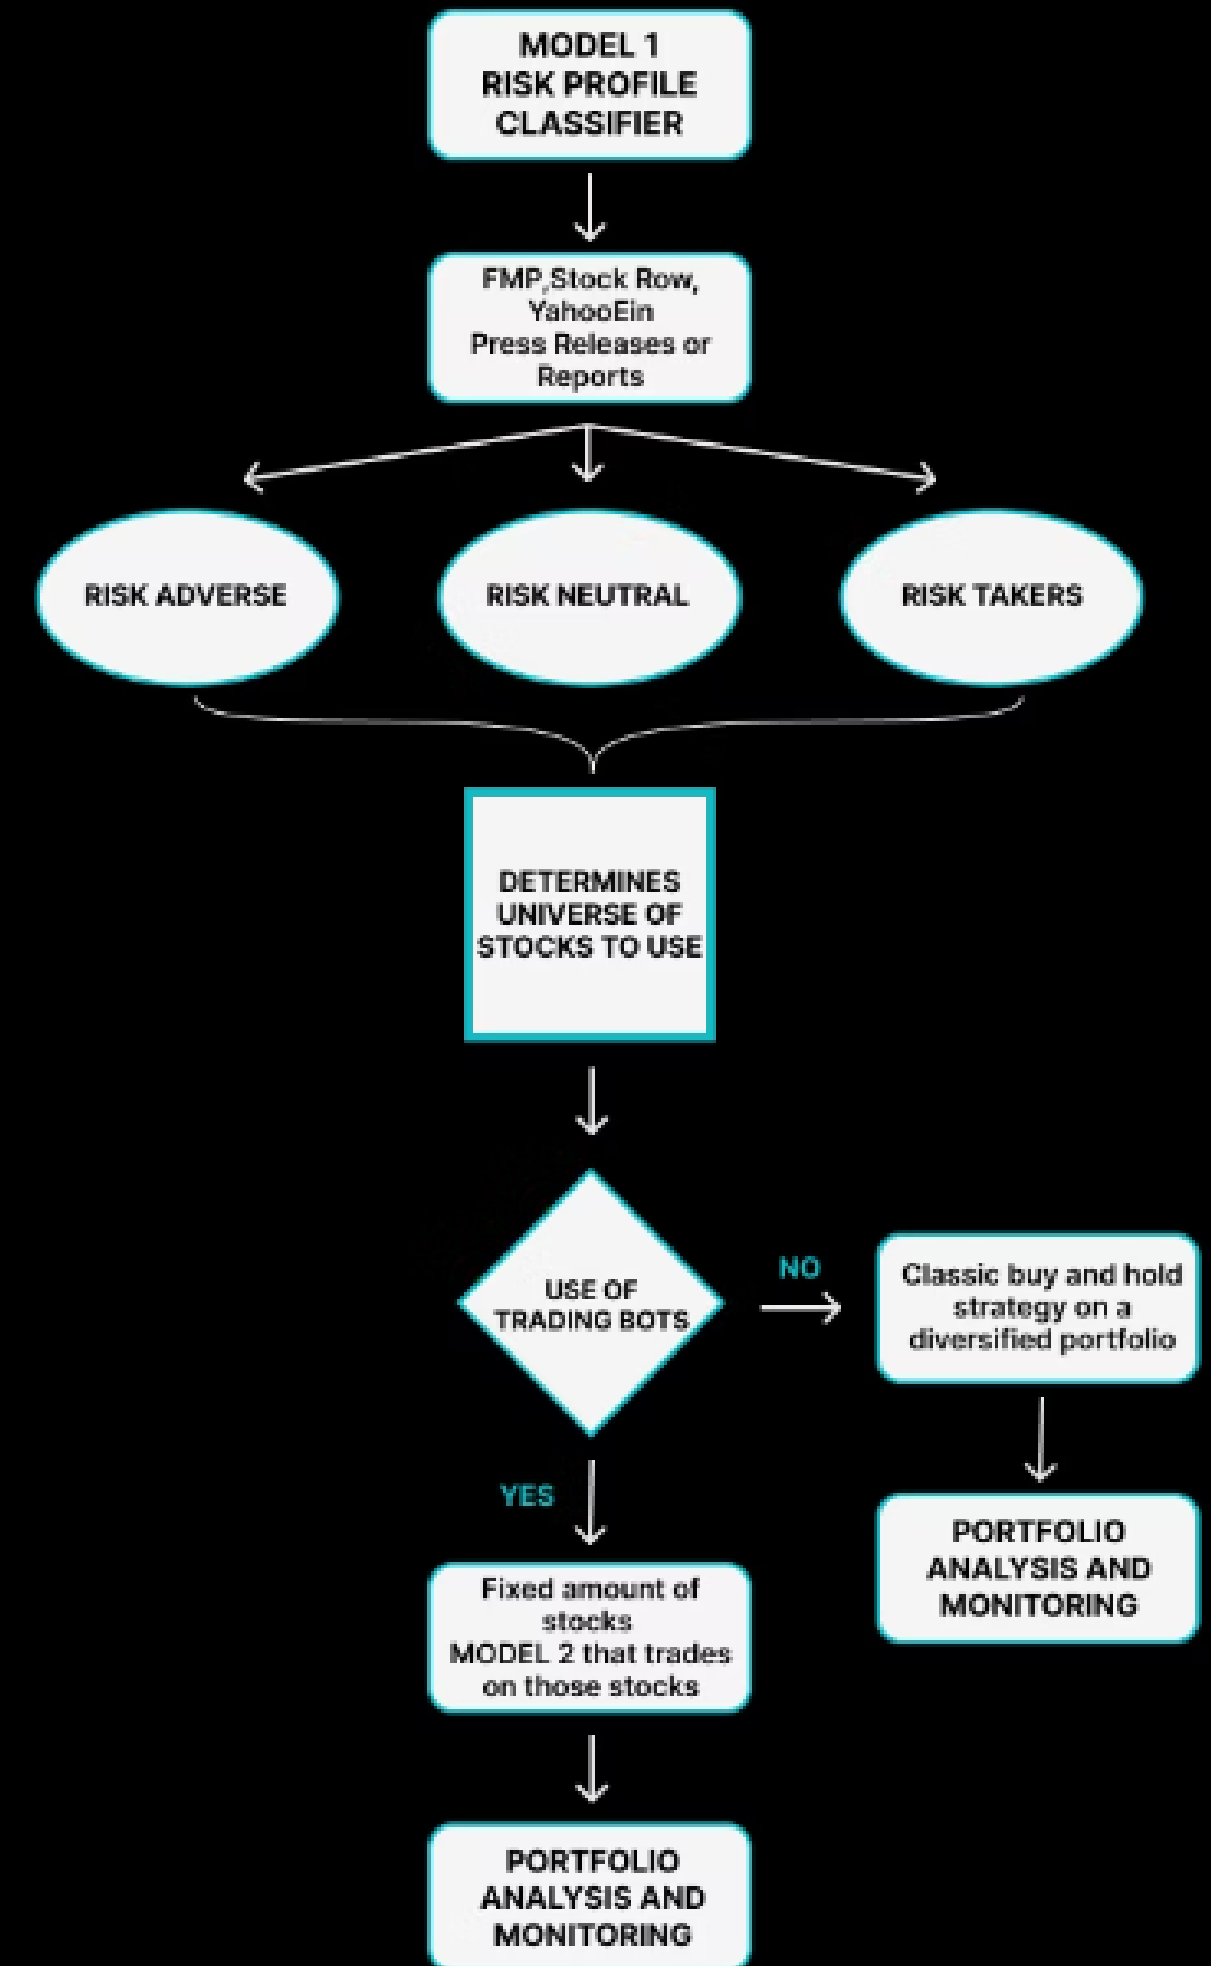 MODEL 1
RISK PROFILE
CLASSIFIER
FMP,Stock Row,
YahooEin
Press Releases or
Reports
RISK ADVERSE
RISK NEUTRAL
RISK TAKERS
DETERMINES
UNIVERSE OF
STOCKS TO USE
USE OF
TRADING BOTS
NO
Classic buy and hold
strategy on a
diversified portfolio
YES
PORTFOLIO
ANALYSIS AND
MONITORING
Fixed amount of
stocks
MODEL 2 that trades
on those stocks
PORTFOLIO
ANALYSIS AND
MONITORING